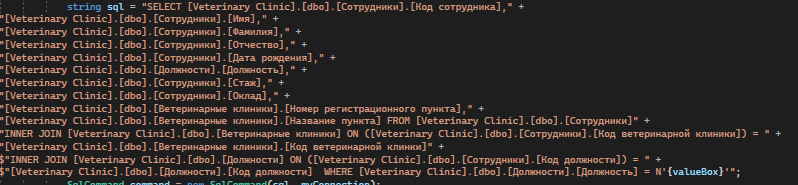 string sql = "SELECT [Veterinary Clinic].[dbo].[Сотрудники].[Код сотрудника]," +
"[Veterinary Clinic].[dbo].[Сотрудники].[Имя]," +
"[Veterinary Clinic].[dbo].[Сотрудники].[Фамилия]," +
"[Veterinary Clinic].[dbo].[Сотрудники].[Отчество]," +
"[Veterinary Clinic].[dbo].[Сотрудники].[Дата рождения]," +
"[Veterinary Clinic].[dbo].[Должности].[Должность]," +
"[Veterinary Clinic].[dbo].[Сотрудники].[Стаж]," +
"[Veterinary Clinic].[dbo].[Сотрудники].[Оклад]," +
"[Veterinary Clinic].[dbo].[Ветеринарные клиники].[Номер регистрационного пункта]," +
"[Veterinary Clinic].[dbo].[Ветеринарные клиники].[Название пункта] FROM [Veterinary Clinic].[dbo].[Сотрудники]" +
"INNER JOIN [Veterinary Clinic].[dbo].[Ветеринарные клиники] ON ([Veterinary Clinic].[dbo].[Сотрудники].[Код ветеринарной клиники]) = " +
"[Veterinary Clinic].[dbo].[Ветеринарные клиники].[Код ветеринарной клинки]" +
$"INNER JOIN [Veterinary Clinic].[dbo].[Должности] ON ([Veterinary Clinic].[dbo].[Сотрудники].[Код должности]) = " +
$"[Veterinary Clinic].[dbo].[Должности].[Код должности]  WHERE [Veterinary Clinic].[dbo].[Должности].[Должность] = N'{valueBox}'";
SqlCommand command = new SqlCommand(sql, myConnection);